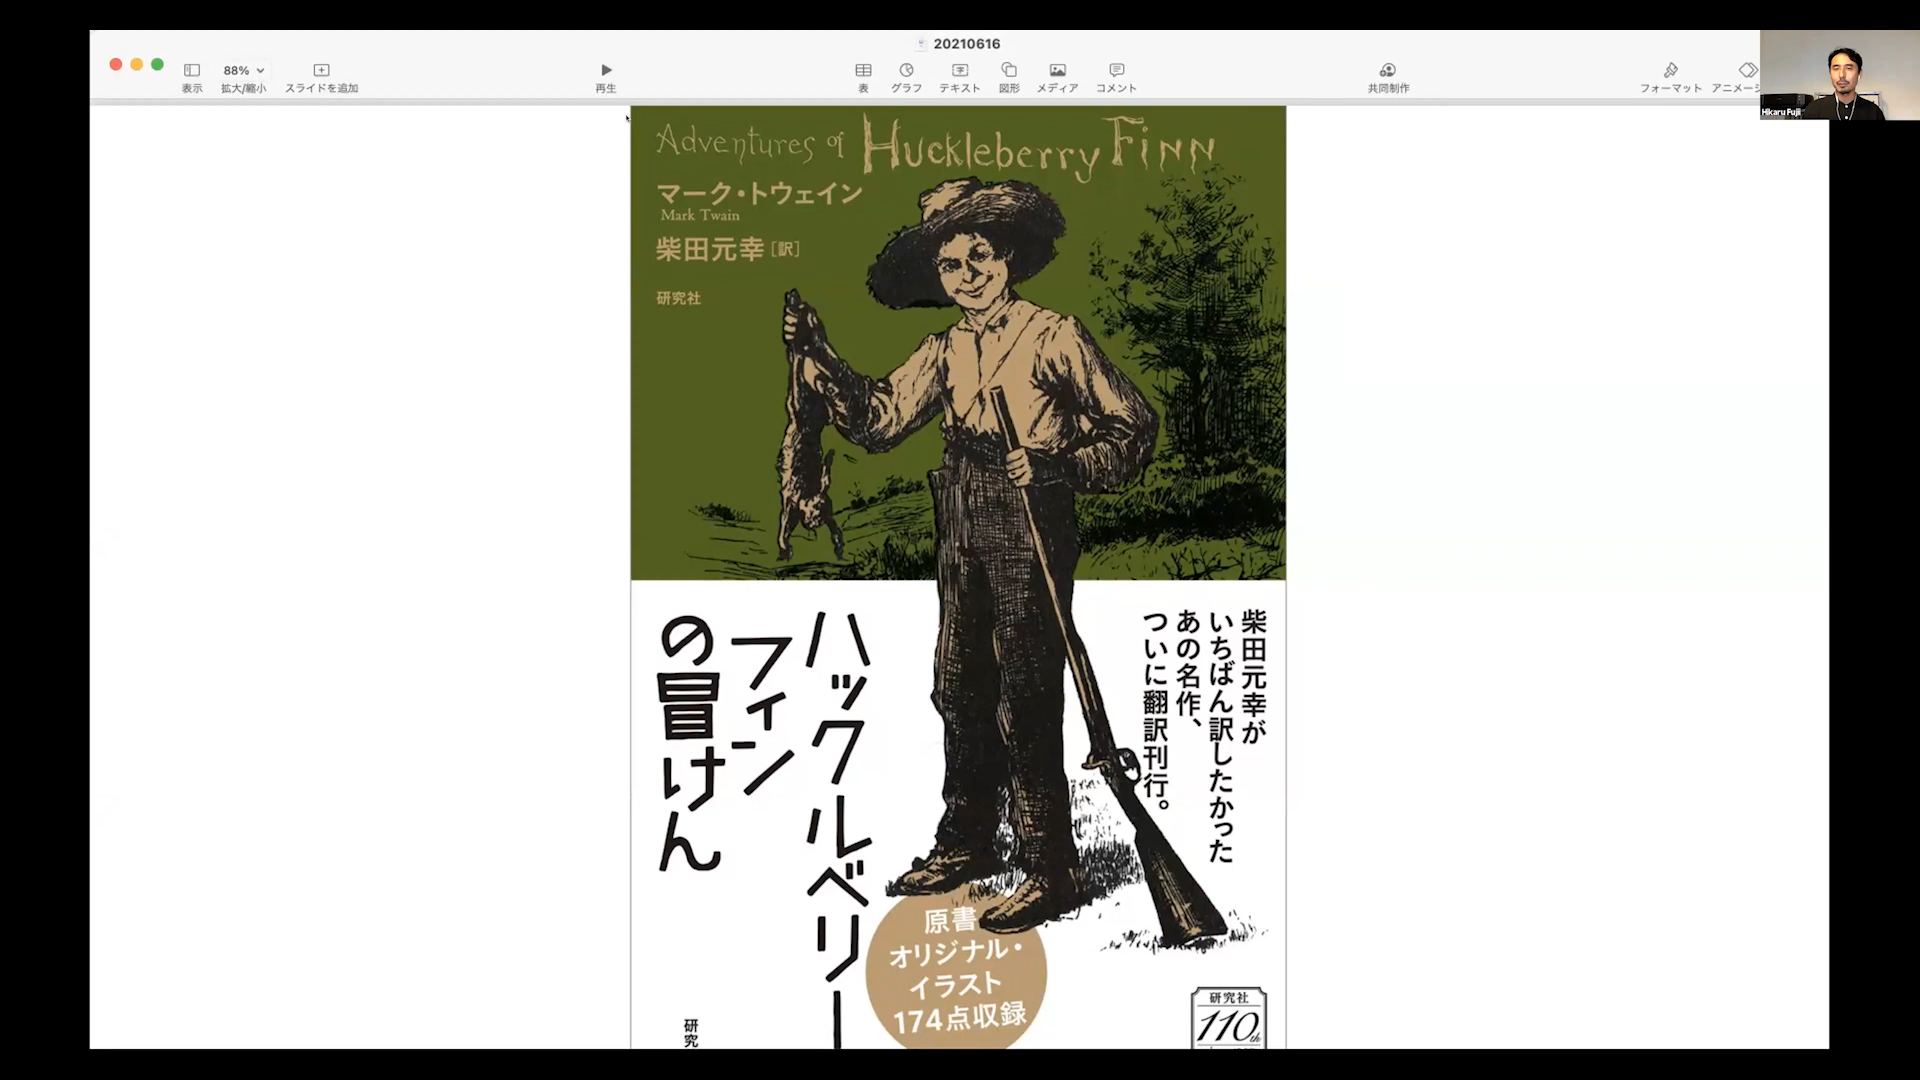 20210616
88%
表示
拡大/縮小
スライドを追加
再生
表
グラフ
テキスト
図形
メディア
コメント
共同制作
フォーマット
Hikaru Fujii
Adventures of Huckleberry Finn
マーク・トウェイン
Mark Twain
柴田元幸[訳]
研究社
柴田元幸が
いちばん訳したかった
あの名作、
ついに翻訳刊行。
ハックルベリー
フィン
の冒けん
原書
オリジナル・
イラスト
174点収録
研究社
110th
研究